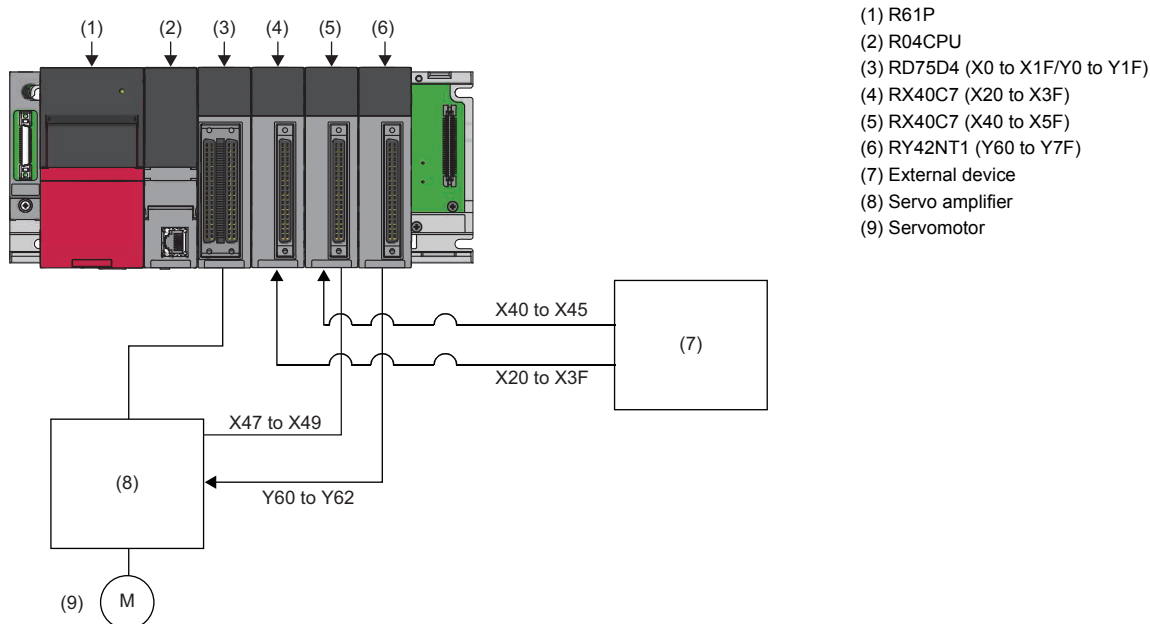 (1) (2) (3) (4) (5) (6)
(1) R61P
(2) R04CPU
(3) RD75D4 (X0 to X1F/Y0 to Y1F)
(4) RX40C7 (X20 to X3F)
(5) RX40C7 (X40 to X5F)
(6) RY42NT1 (Y60 to Y7F)
(7) External device
(8) Servo amplifier
(9) Servomotor
X40 to X45
(7)
X20 to X3F
X47 to X49
(8)
Y60 to Y62
(9) M